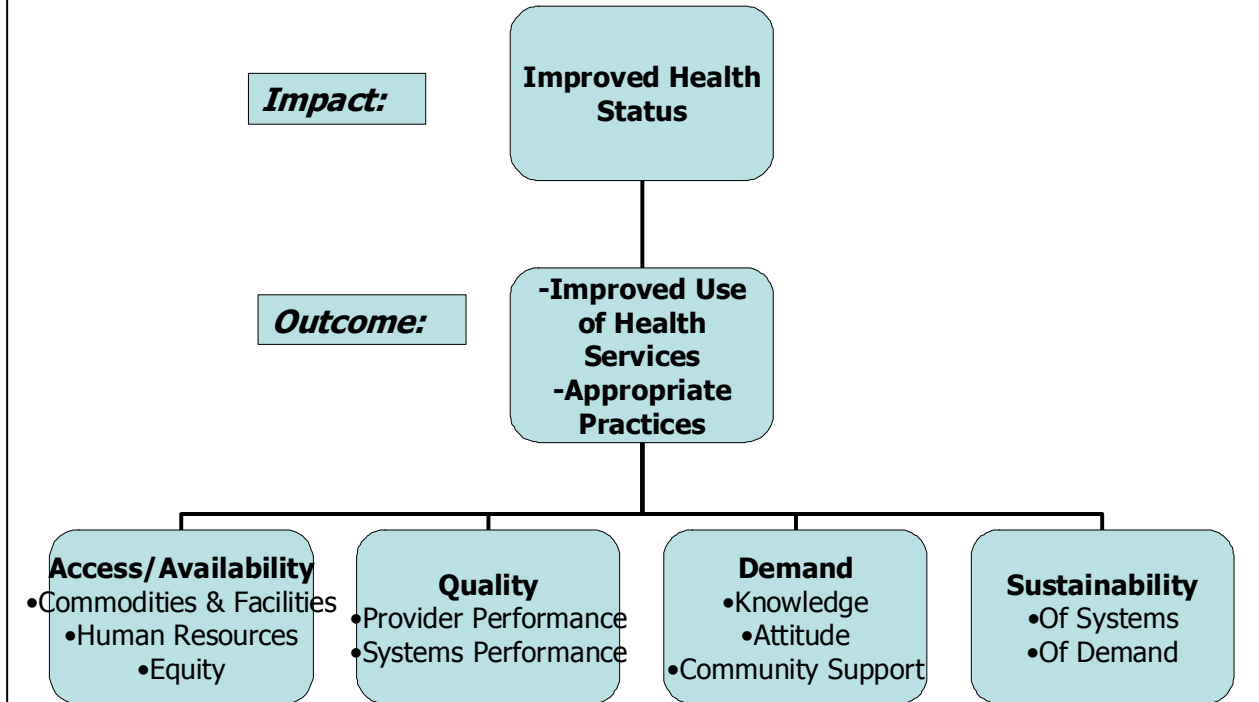 Impact:
Improved Health
Status
Outcome:
-Improved Use
of Health
Services
-Appropriate
Practices
Access/Availability
•Commodities & Facilities
•Human Resources
•Equity
Quality
•Provider Performance
•Systems Performance
Demand
•Knowledge
•Attitude
•Community Support
Sustainability
•Of Systems
•Of Demand